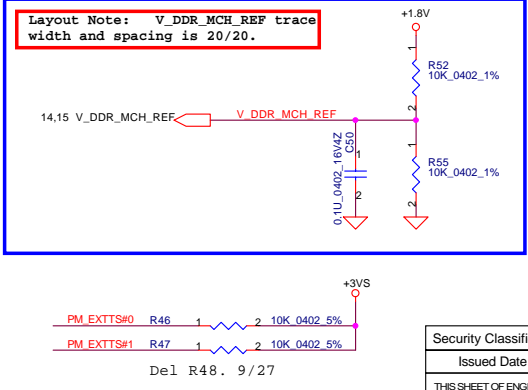 Layout Note: V_DDR_MCH_REF trace
width and spacing is 20/20.
+1.8V
1
R52
10K_0402_1%
2
14,15 V_DDR_MCH_REF
V_DDR_MCH_REF
0.1U_0402_16V4Z
C50
1
2
1
R55
10K_0402_1%
2
+3VS
PM_EXTTS#0 R46 1 2 10K_0402_5%
PM_EXTTS#1 R47 1 2 10K_0402_5%
Del R48. 9/27
Security Classifi
Issued Date
THIS SHEET OF ENG